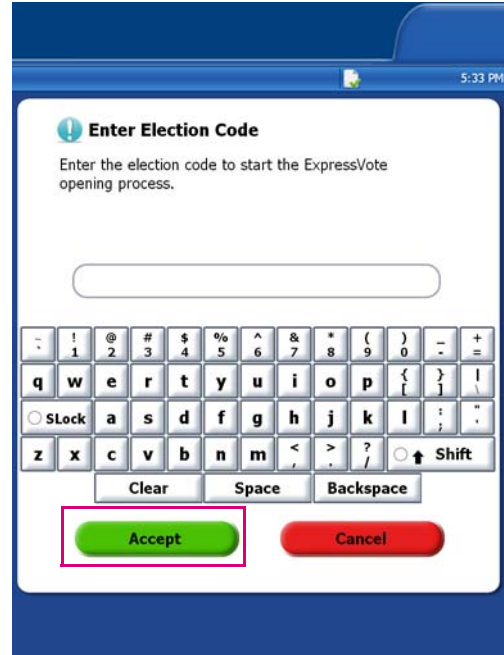 5:33 PM
Enter Election Code
Enter the election code to start the ExpressVote
opening process.
~ ! @ # $ % ^ & * ( ) _ +
` 1 2 3 4 5 6 7 8 9 0 - =
q w e r t y u i o p { } |
[ ] \
SLock a s d f g h j k l : "
; '
z x c v b n m < > ? Shift
, . /
Clear Space Backspace
Accept Cancel